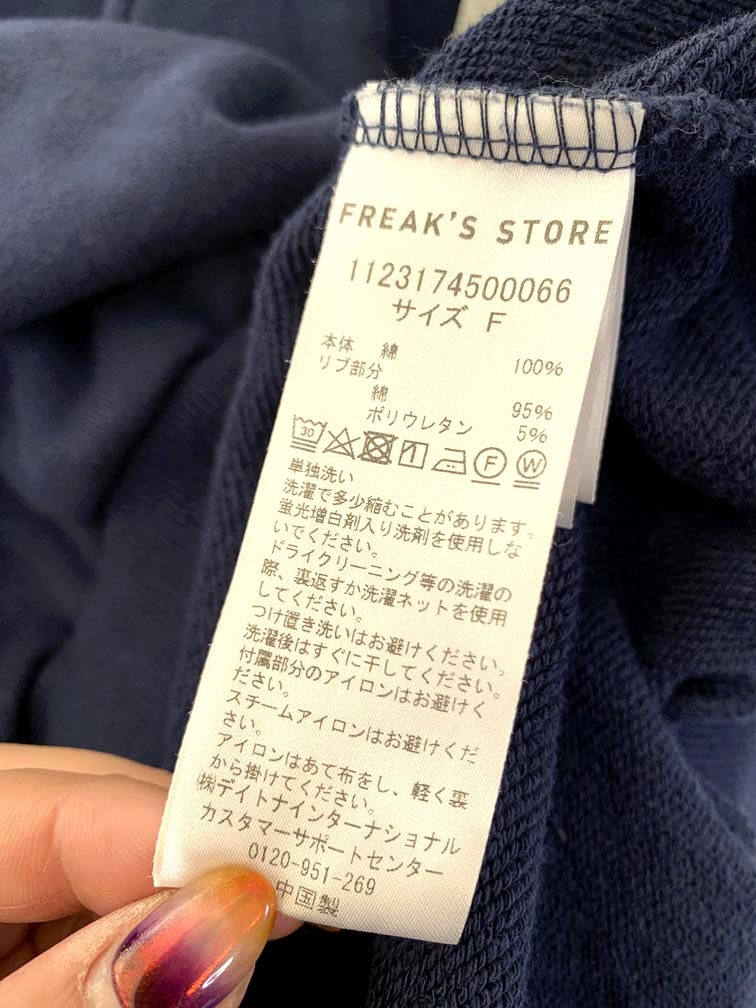 FREAK'S STORE
1123174500066
サイズ F
本体 綿 100%
リブ部分
綿 95%
ポリウレタン 5%
30 F W
単独洗い
洗濯で多少縮むことがあります。
蛍光増白剤入り洗剤を使用しな
いでください。
ドライクリーニング等の洗濯の
際、裏返すか洗濯ネットを使用
してください。
つけ置き洗いはお避けください。
洗濯後はすぐに干してください。
付属部分のアイロンはお避けく
ださい。
スチームアイロンはお避けくだ
さい。
アイロンはあて布をし、軽く裏
から掛けてください。
㈱デイトナインターナショナル
カスタマーサポートセンター
0120-951-269
中国製